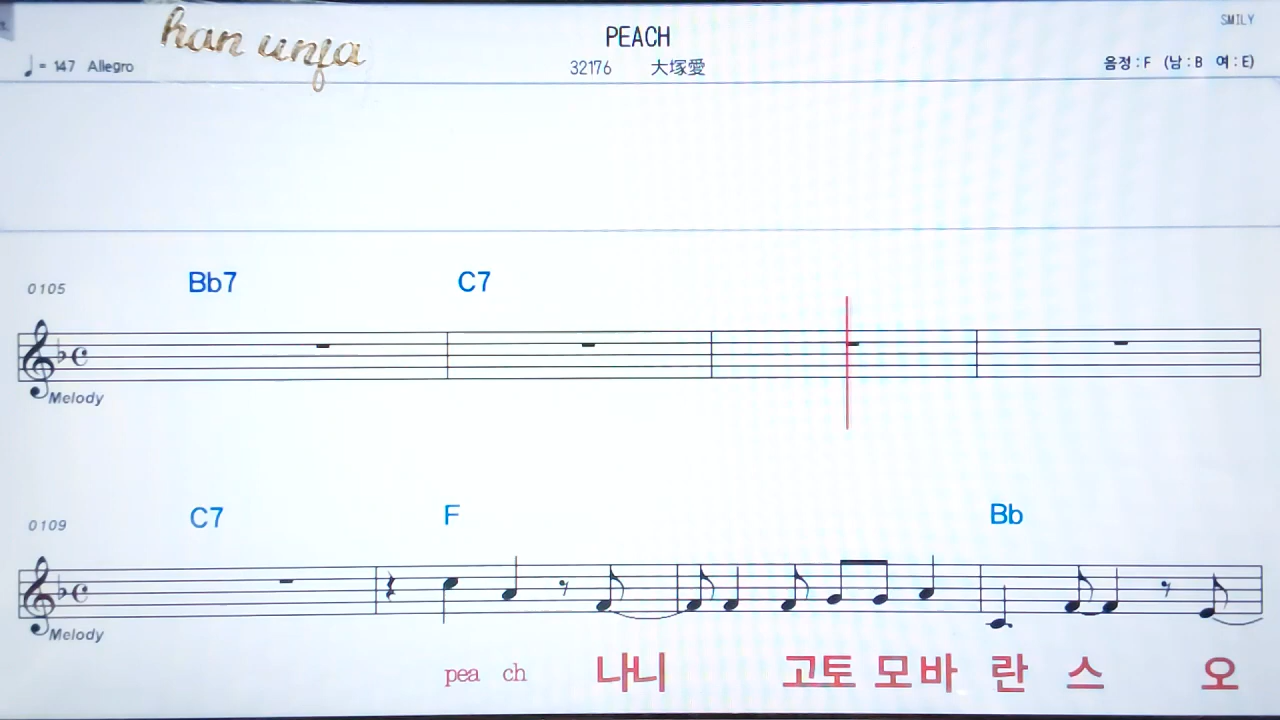 han unja
PEACH
SMILY
♩ = 147 Allegro
32176 大塚愛
음정 : F (남 : B 여 : E)
0105
Bb7 C7
Melody
0109
C7 F Bb
Melody
pea ch 나니 고토 모바 란 스 오